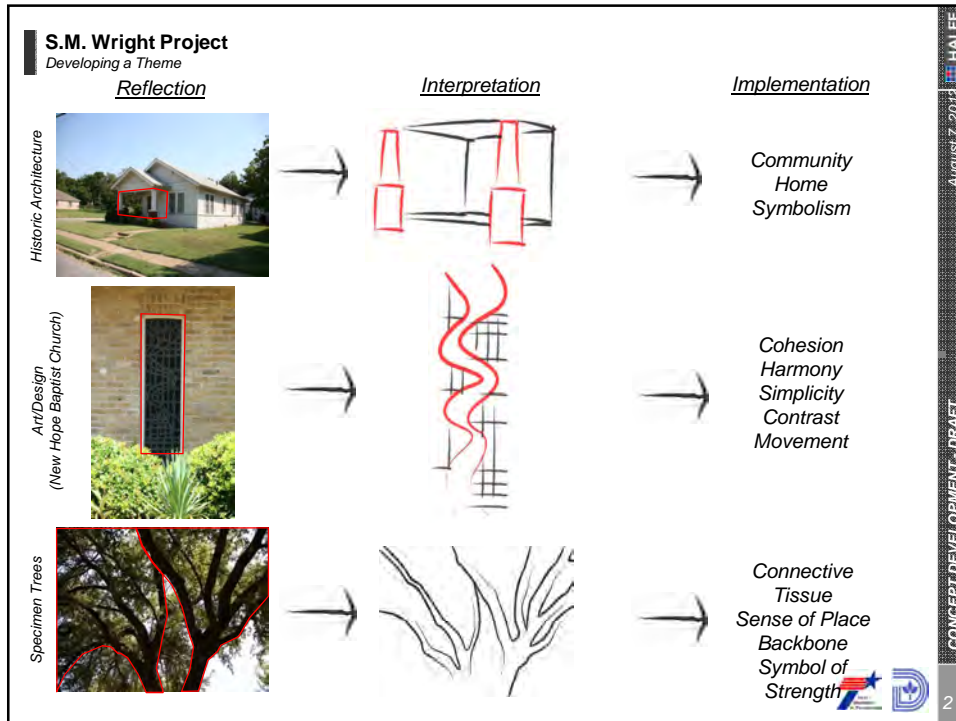 S.M. Wright Project
Developing a Theme
Reflection
Interpretation
Implementation
Historic Architecture
Community
Home
Symbolism
Art/Design
(New Hope Baptist Church)
Cohesion
Harmony
Simplicity
Contrast
Movement
Specimen Trees
Connective
Tissue
Sense of Place
Backbone
Symbol of
Strength
HALFF
CONCEPT DEVELOPMENT - DRAFT
2